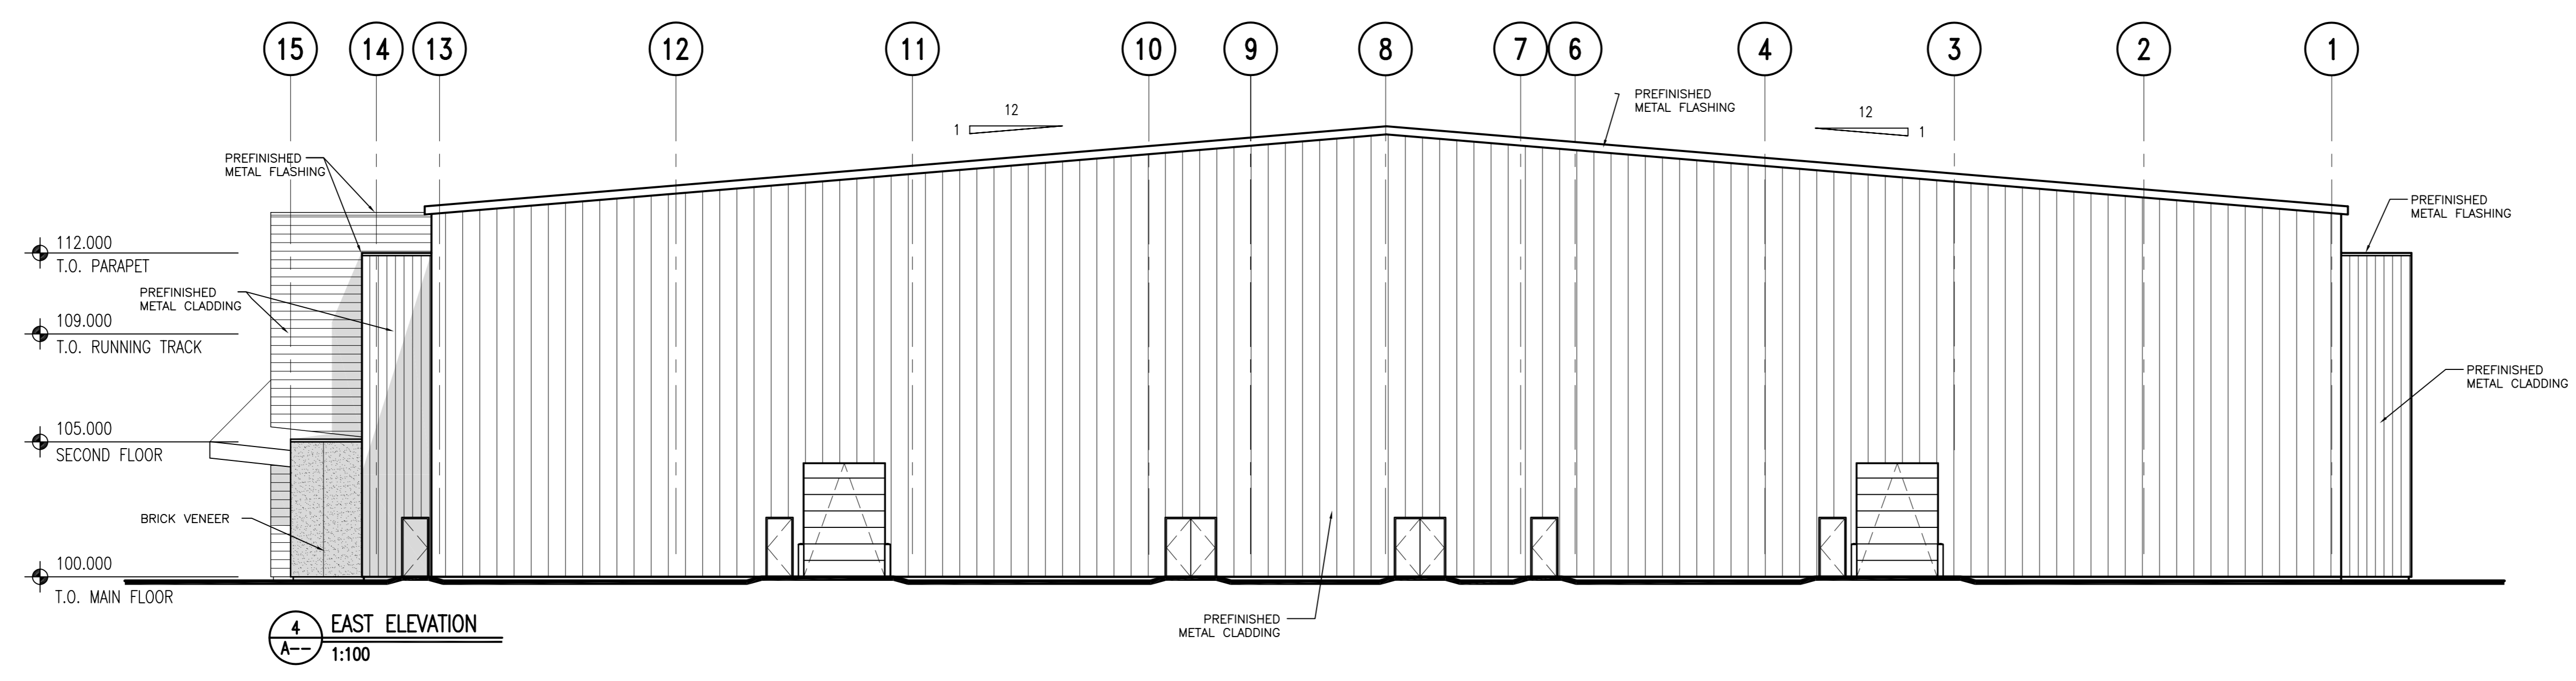 15 14 13 12 11 10 9 8 7 6 4 3 2 1
PREFINISHED
METAL FLASHING
12
1
12
1
PREFINISHED
METAL FLASHING
PREFINISHED
METAL FLASHING
112.000
T.O. PARAPET
PREFINISHED
METAL CLADDING
109.000
T.O. RUNNING TRACK
PREFINISHED
METAL CLADDING
105.000
SECOND FLOOR
BRICK VENEER
100.000
T.O. MAIN FLOOR
PREFINISHED
METAL CLADDING
4
A--
EAST ELEVATION
1:100